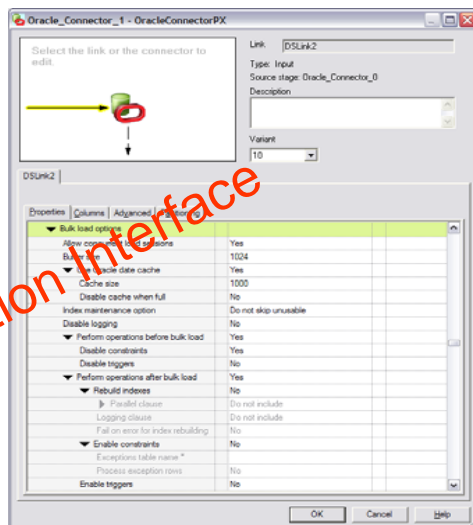 Oracle_Connector_1 - OracleConnectorPX
Select the link or the connector to
edit.
Link
DSLink2
Type: Input
Source stage: Oracle_Connector_0
Description
Variant
10
DSLink2
Properties
Columns
Advanced
Partitioning
Bulk load options
Allow concurrent load sessions Yes
Buffer size 1024
Use Oracle date cache Yes
Cache size 1000
Disable cache when full No
Index maintenance option Do not skip unusable
Disable logging No
Perform operations before bulk load Yes
Disable constraints Yes
Disable triggers No
Perform operations after bulk load Yes
Rebuild indexes No
Parallel clause Do not include
Logging clause Do not include
Fail on error for index rebuilding No
Enable constraints No
Exceptions table name *
Process exception rows No
Enable triggers No
OK
Cancel
Help
Interface